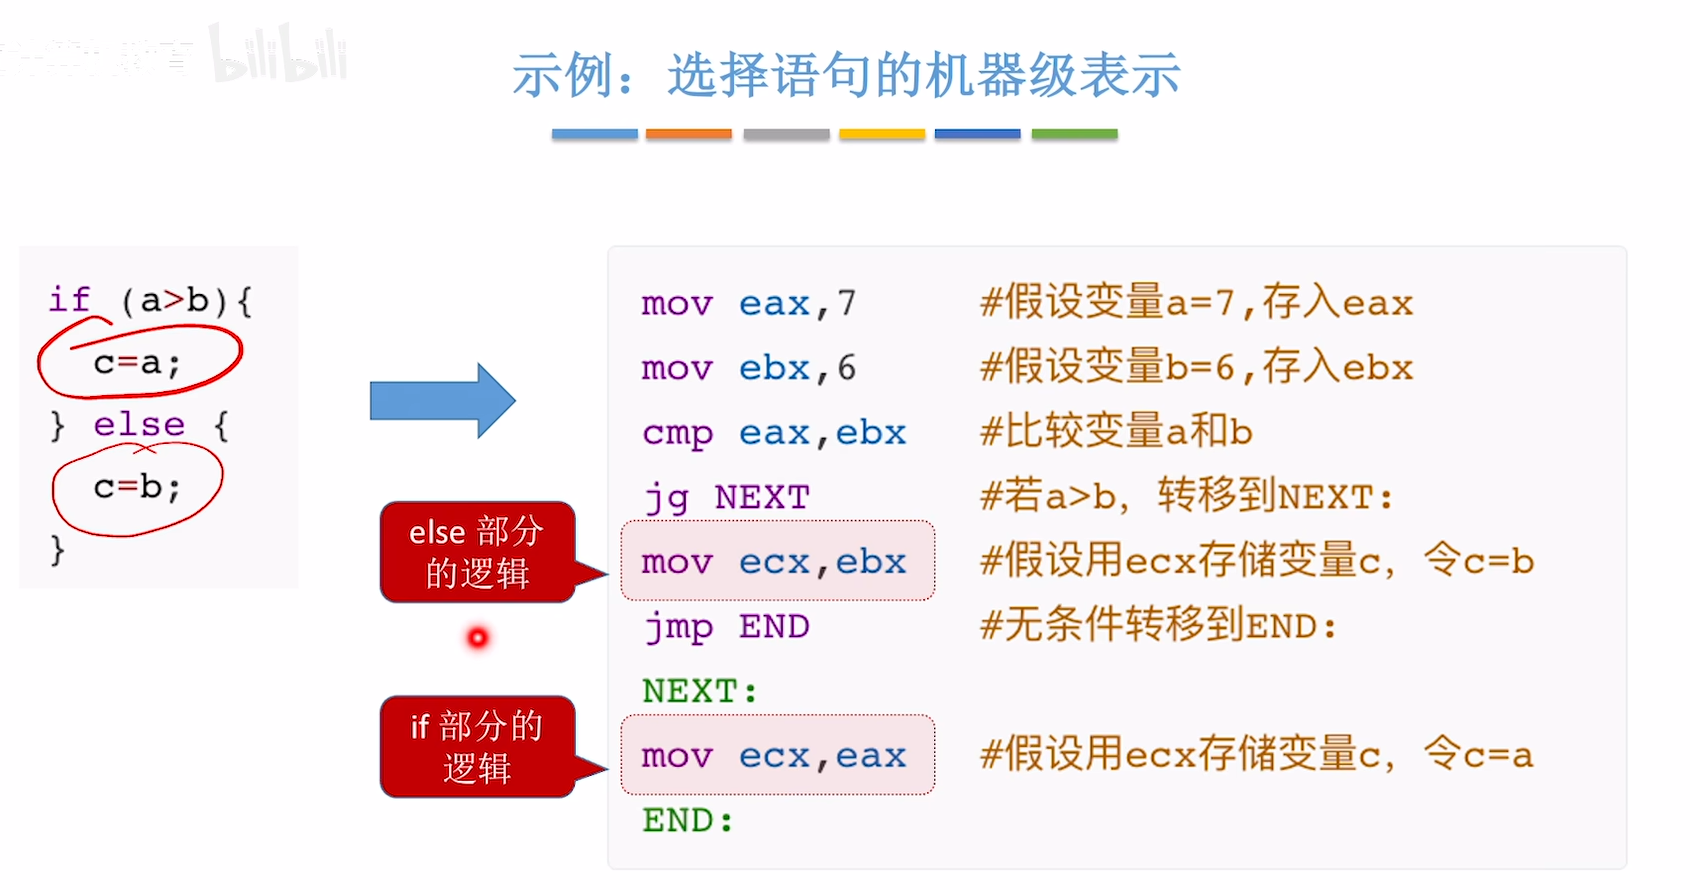 bilibili
示例：选择语句的机器级表示
if (a>b){
c=a;
} else {
c=b;
}
mov eax,7 #假设变量a=7,存入eax
mov ebx,6 #假设变量b=6,存入ebx
cmp eax,ebx #比较变量a和b
jg NEXT #若a>b，转移到NEXT:
else 部分
的逻辑
mov ecx,ebx #假设用ecx存储变量c，令c=b
jmp END #无条件转移到END:
NEXT:
if 部分的
逻辑
mov ecx,eax #假设用ecx存储变量c，令c=a
END: